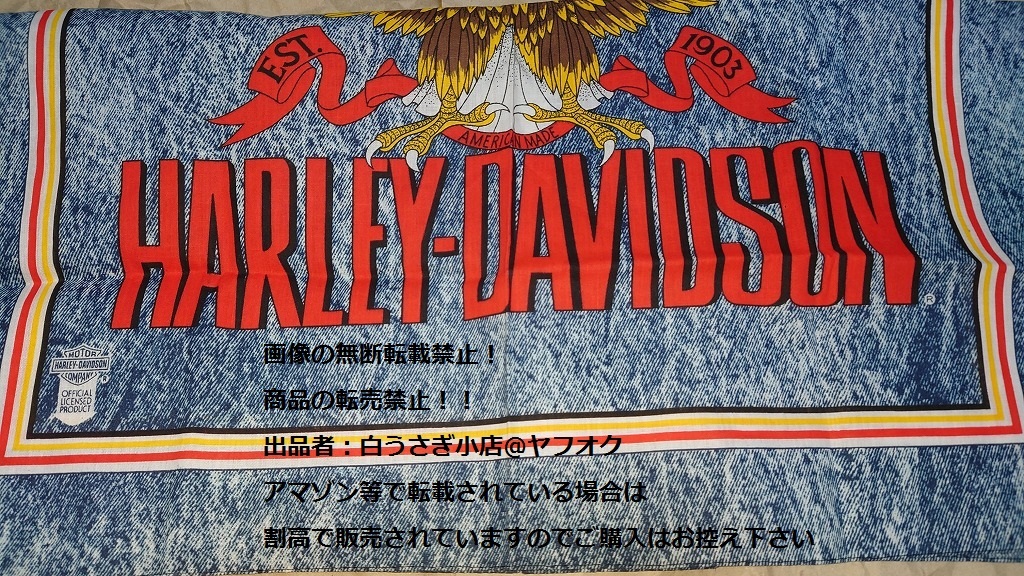 EST.
1903
AMERICAN MADE
HARLEY-DAVIDSON
®
MOTOR
HARLEY-DAVIDSON
COMPANY
®
OFFICIAL
LICENSED
PRODUCT
画像の無断転載禁止！
商品の転売禁止！！
出品者：白うさぎ小店@ヤフオク
アマゾン等で転載されている場合は
割高で販売されていますのでご購入はお控え下さい